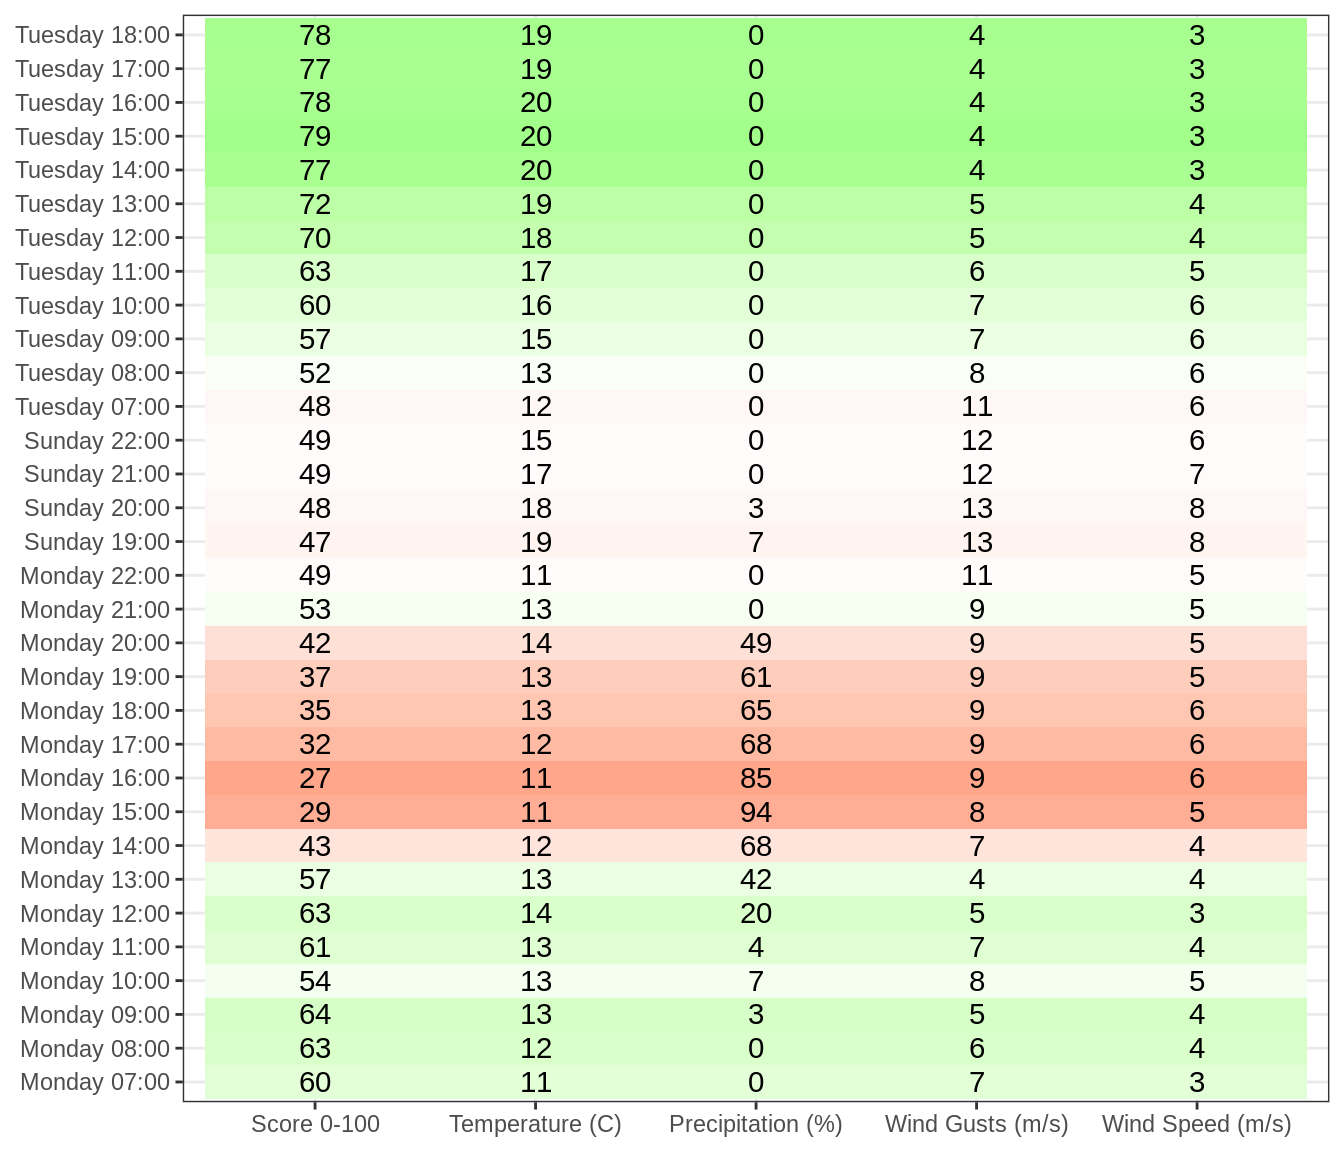 Tuesday 18:00 78 19 0 4 3
Tuesday 17:00 77 19 0 4 3
Tuesday 16:00 78 20 0 4 3
Tuesday 15:00 79 20 0 4 3
Tuesday 14:00 77 20 0 4 3
Tuesday 13:00 72 19 0 5 4
Tuesday 12:00 70 18 0 5 4
Tuesday 11:00 63 17 0 6 5
Tuesday 10:00 60 16 0 7 6
Tuesday 09:00 57 15 0 7 6
Tuesday 08:00 52 13 0 8 6
Tuesday 07:00 48 12 0 11 6
Sunday 22:00 49 15 0 12 6
Sunday 21:00 49 17 0 12 7
Sunday 20:00 48 18 3 13 8
Sunday 19:00 47 19 7 13 8
Monday 22:00 49 11 0 11 5
Monday 21:00 53 13 0 9 5
Monday 20:00 42 14 49 9 5
Monday 19:00 37 13 61 9 5
Monday 18:00 35 13 65 9 6
Monday 17:00 32 12 68 9 6
Monday 16:00 27 11 85 9 6
Monday 15:00 29 11 94 8 5
Monday 14:00 43 12 68 7 4
Monday 13:00 57 13 42 4 4
Monday 12:00 63 14 20 5 3
Monday 11:00 61 13 4 7 4
Monday 10:00 54 13 7 8 5
Monday 09:00 64 13 3 5 4
Monday 08:00 63 12 0 6 4
Monday 07:00 60 11 0 7 3
Score 0-100 Temperature (C) Precipitation (%) Wind Gusts (m/s) Wind Speed (m/s)